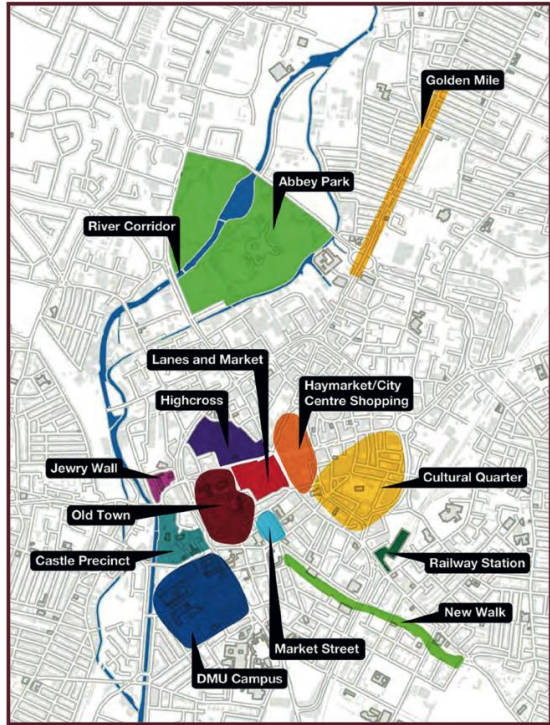 Golden Mile
Abbey Park
River Corridor
Lanes and Market
Haymarket/City
Centre Shopping
Highcross
Jewry Wall
Cultural Quarter
Old Town
Castle Precinct
Railway Station
New Walk
Market Street
DMU Campus